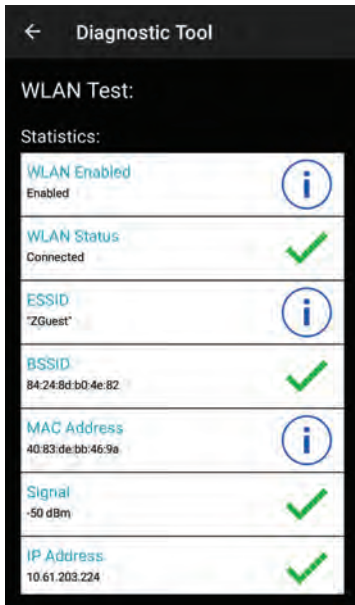 Diagnostic Tool
WLAN Test:
Statistics:
WLAN Enabled
Enabled
WLAN Status
Connected
ESSID
"ZGuest"
BSSID
84:24:8d:b0:4e:82
MAC Address
40:83:de:bb:46:9a
Signal
-50 dBm
IP Address
10.61.203.224